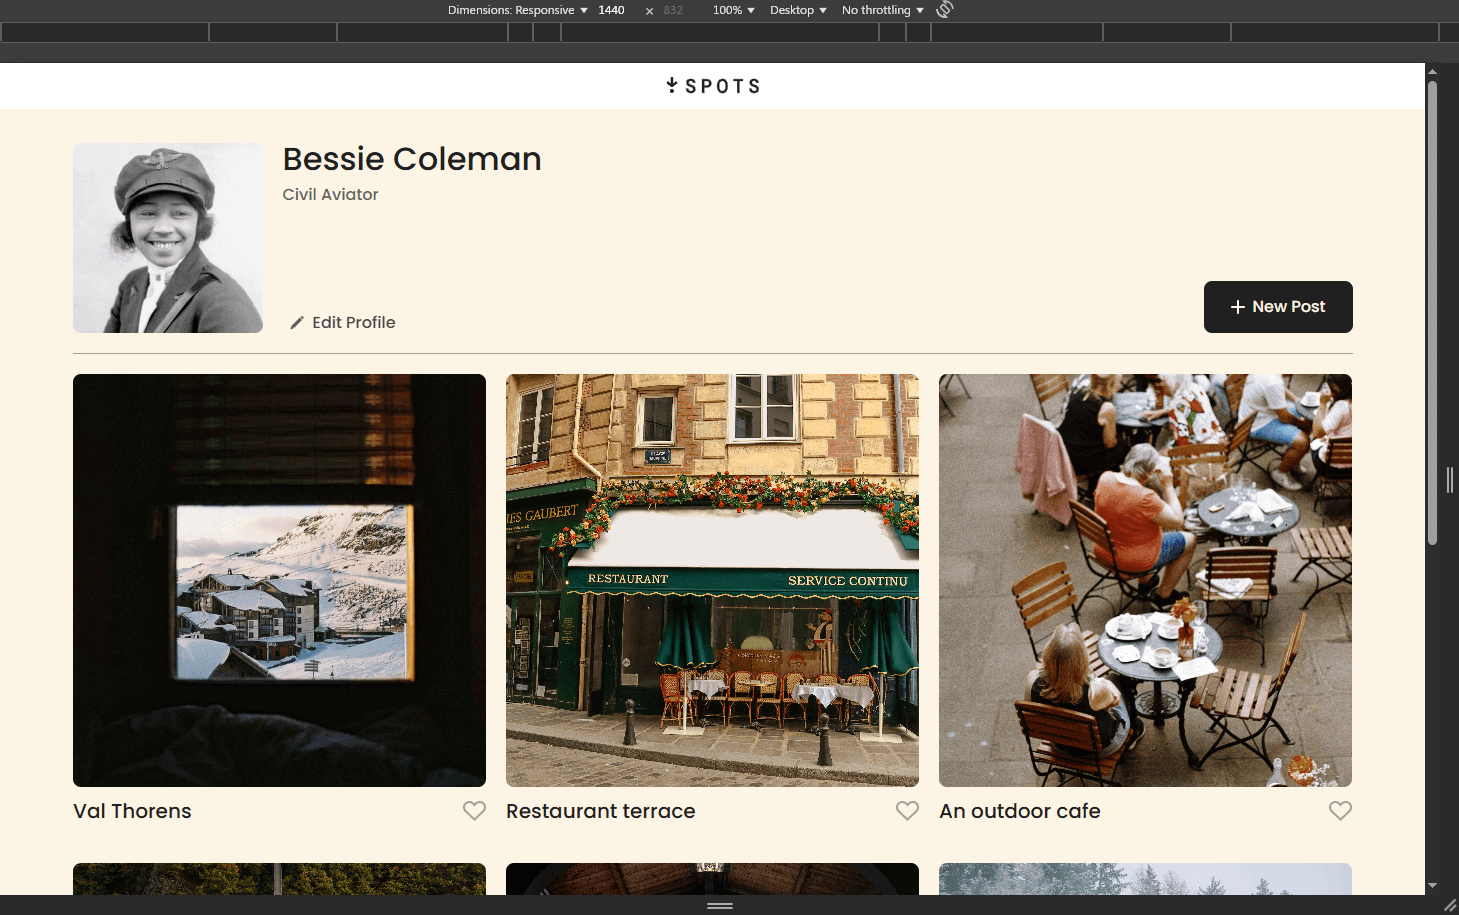 Dimensions: Responsive ▼ 1440 × 832 100% ▼ Desktop ▼ No throttling ▼
SPOTS
Bessie Coleman
Civil Aviator
Edit Profile
+ New Post
GAUBERT
RESTAURANT SERVICE CONTINU
Val Thorens
Restaurant terrace
An outdoor cafe